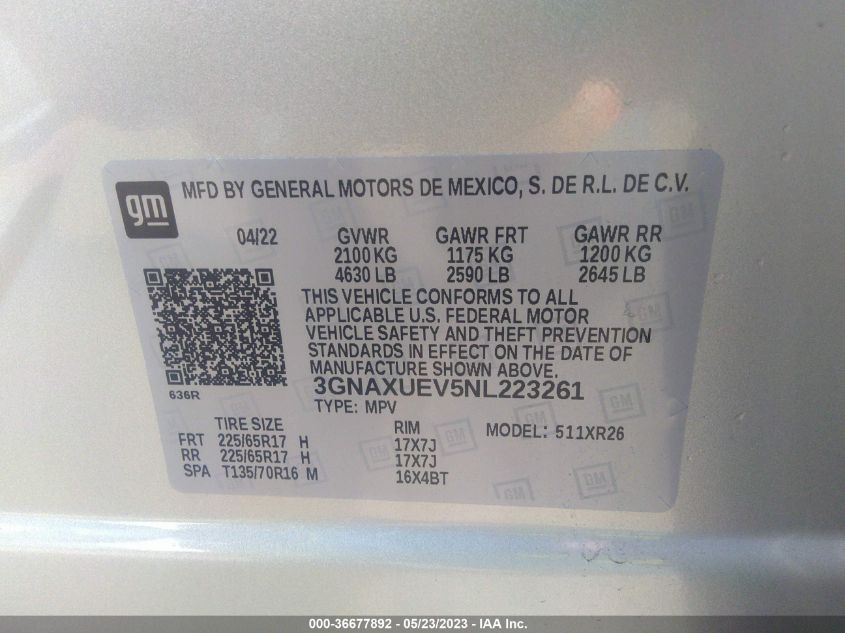 gm
MFD BY GENERAL MOTORS DE MEXICO, S. DE R.L. DE C.V.
04/22 GVWR GAWR FRT GAWR RR
2100 KG 1175 KG 1200 KG
4630 LB 2590 LB 2645 LB
THIS VEHICLE CONFORMS TO ALL
APPLICABLE U.S. FEDERAL MOTOR
VEHICLE SAFETY AND THEFT PREVENTION
STANDARDS IN EFFECT ON THE DATE OF
MANUFACTURE SHOWN ABOVE.
636R
3GNAXUEV5NL223261
TYPE: MPV
TIRE SIZE RIM MODEL: 511XR26
FRT 225/65R17 H 17X7J
RR 225/65R17 H 17X7J
SPA T135/70R16 M 16X4BT
GM
GM
GM
GM
000-36677892 - 05/23/2023 - IAA Inc.